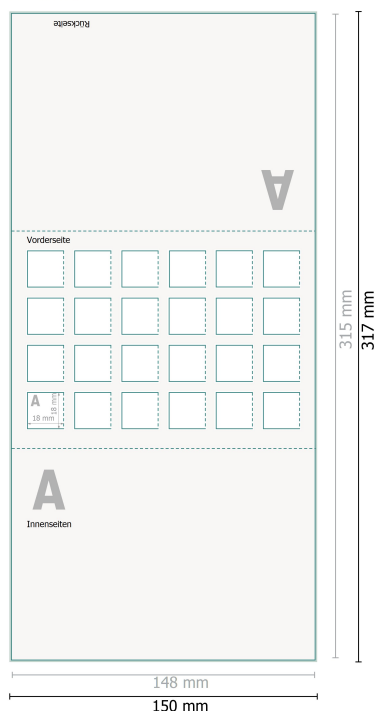 Rückseite
A
Vorderseite
A
18 mm
18 mm
A
Innenseiten
315 mm
317 mm
148 mm
150 mm